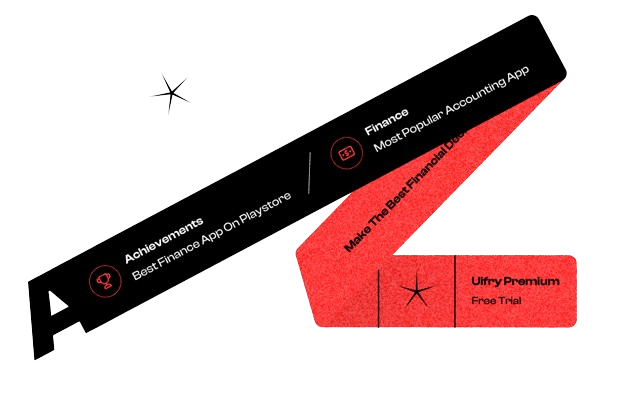 Achievements
Best Finance App On Playstore
Finance
Most Popular Accounting App
Make The Best Financial
Uifry Premium
Free Trial
A